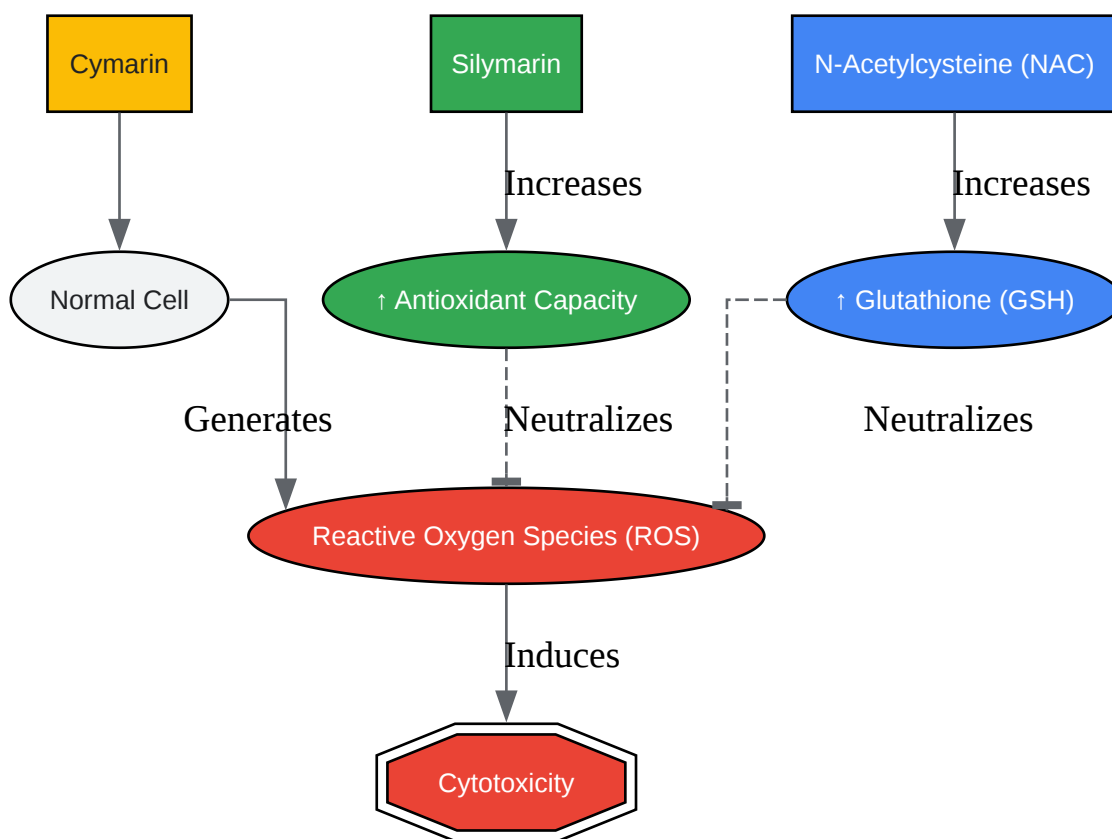 Cymarin
Silymarin
N-Acetylcysteine (NAC)
Increases
Increases
Normal Cell
↑ Antioxidant Capacity
↑ Glutathione (GSH)
Generates
Neutralizes
Neutralizes
Reactive Oxygen Species (ROS)
Induces
Cytotoxicity